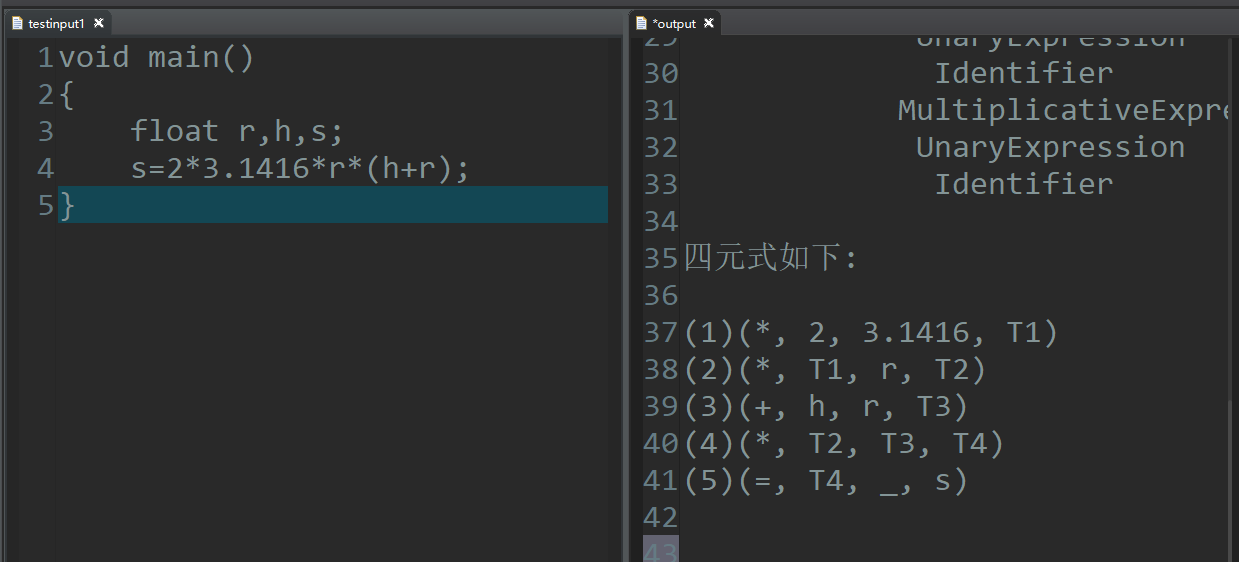 testinput1
1void main()
2{
3    float r,h,s;
4    s=2*3.1416*r*(h+r);
5}
*output
29 UnaryExpression
30 Identifier
31 MultiplicativeExpre
32 UnaryExpression
33 Identifier
34
35四元式如下:
36
37(1)(*, 2, 3.1416, T1)
38(2)(*, T1, r, T2)
39(3)(+, h, r, T3)
40(4)(*, T2, T3, T4)
41(5)(=, T4, _, s)
42
43